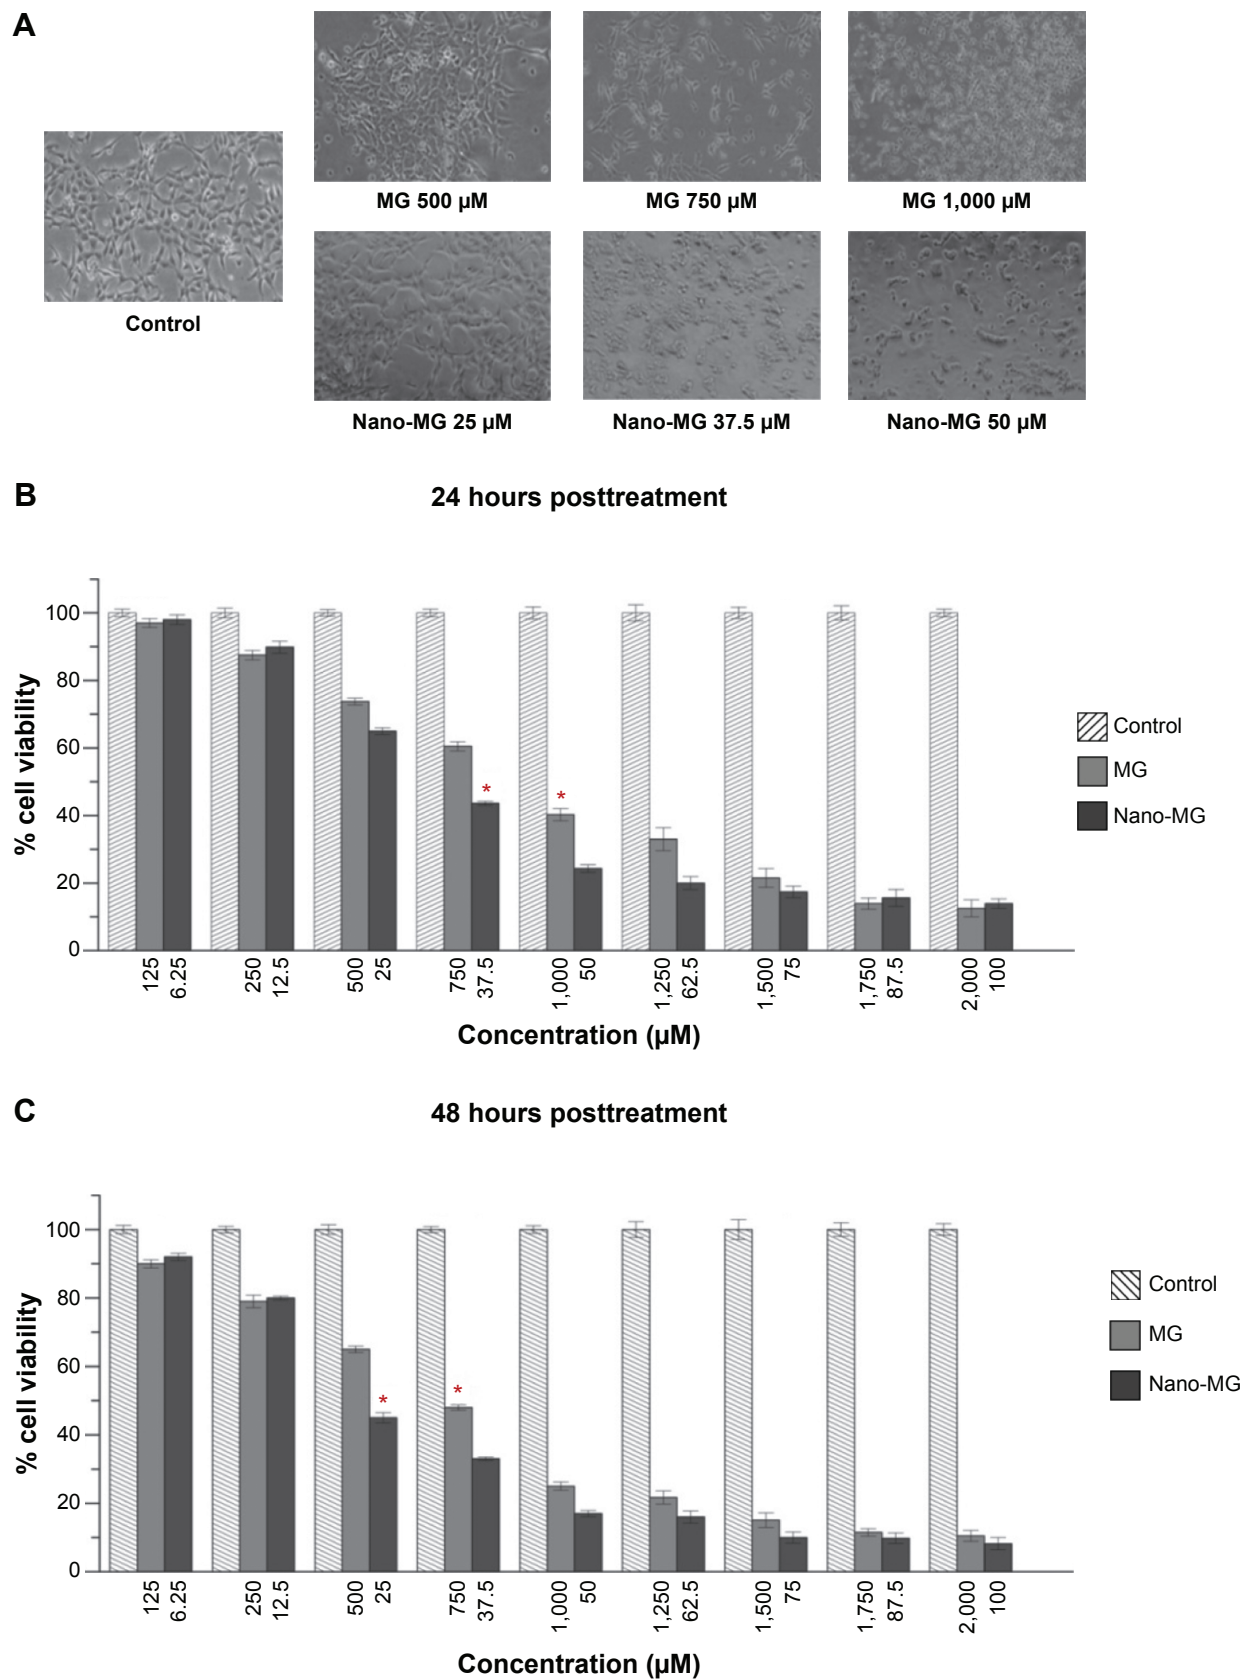 A
MG 500 µM
MG 750 µM
MG 1,000 µM
Control
Nano-MG 25 µM
Nano-MG 37.5 µM
Nano-MG 50 µM
B
24 hours posttreatment
% cell viability
100
80
60
40
20
0
*
*
125
6.25
250
12.5
500
25
750
37.5
1,000
50
1,250
62.5
1,500
75
1,750
87.5
2,000
100
Concentration (µM)
Control
MG
Nano-MG
C
48 hours posttreatment
% cell viability
100
80
60
40
20
0
*
*
125
6.25
250
12.5
500
25
750
37.5
1,000
50
1,250
62.5
1,500
75
1,750
87.5
2,000
100
Concentration (µM)
Control
MG
Nano-MG